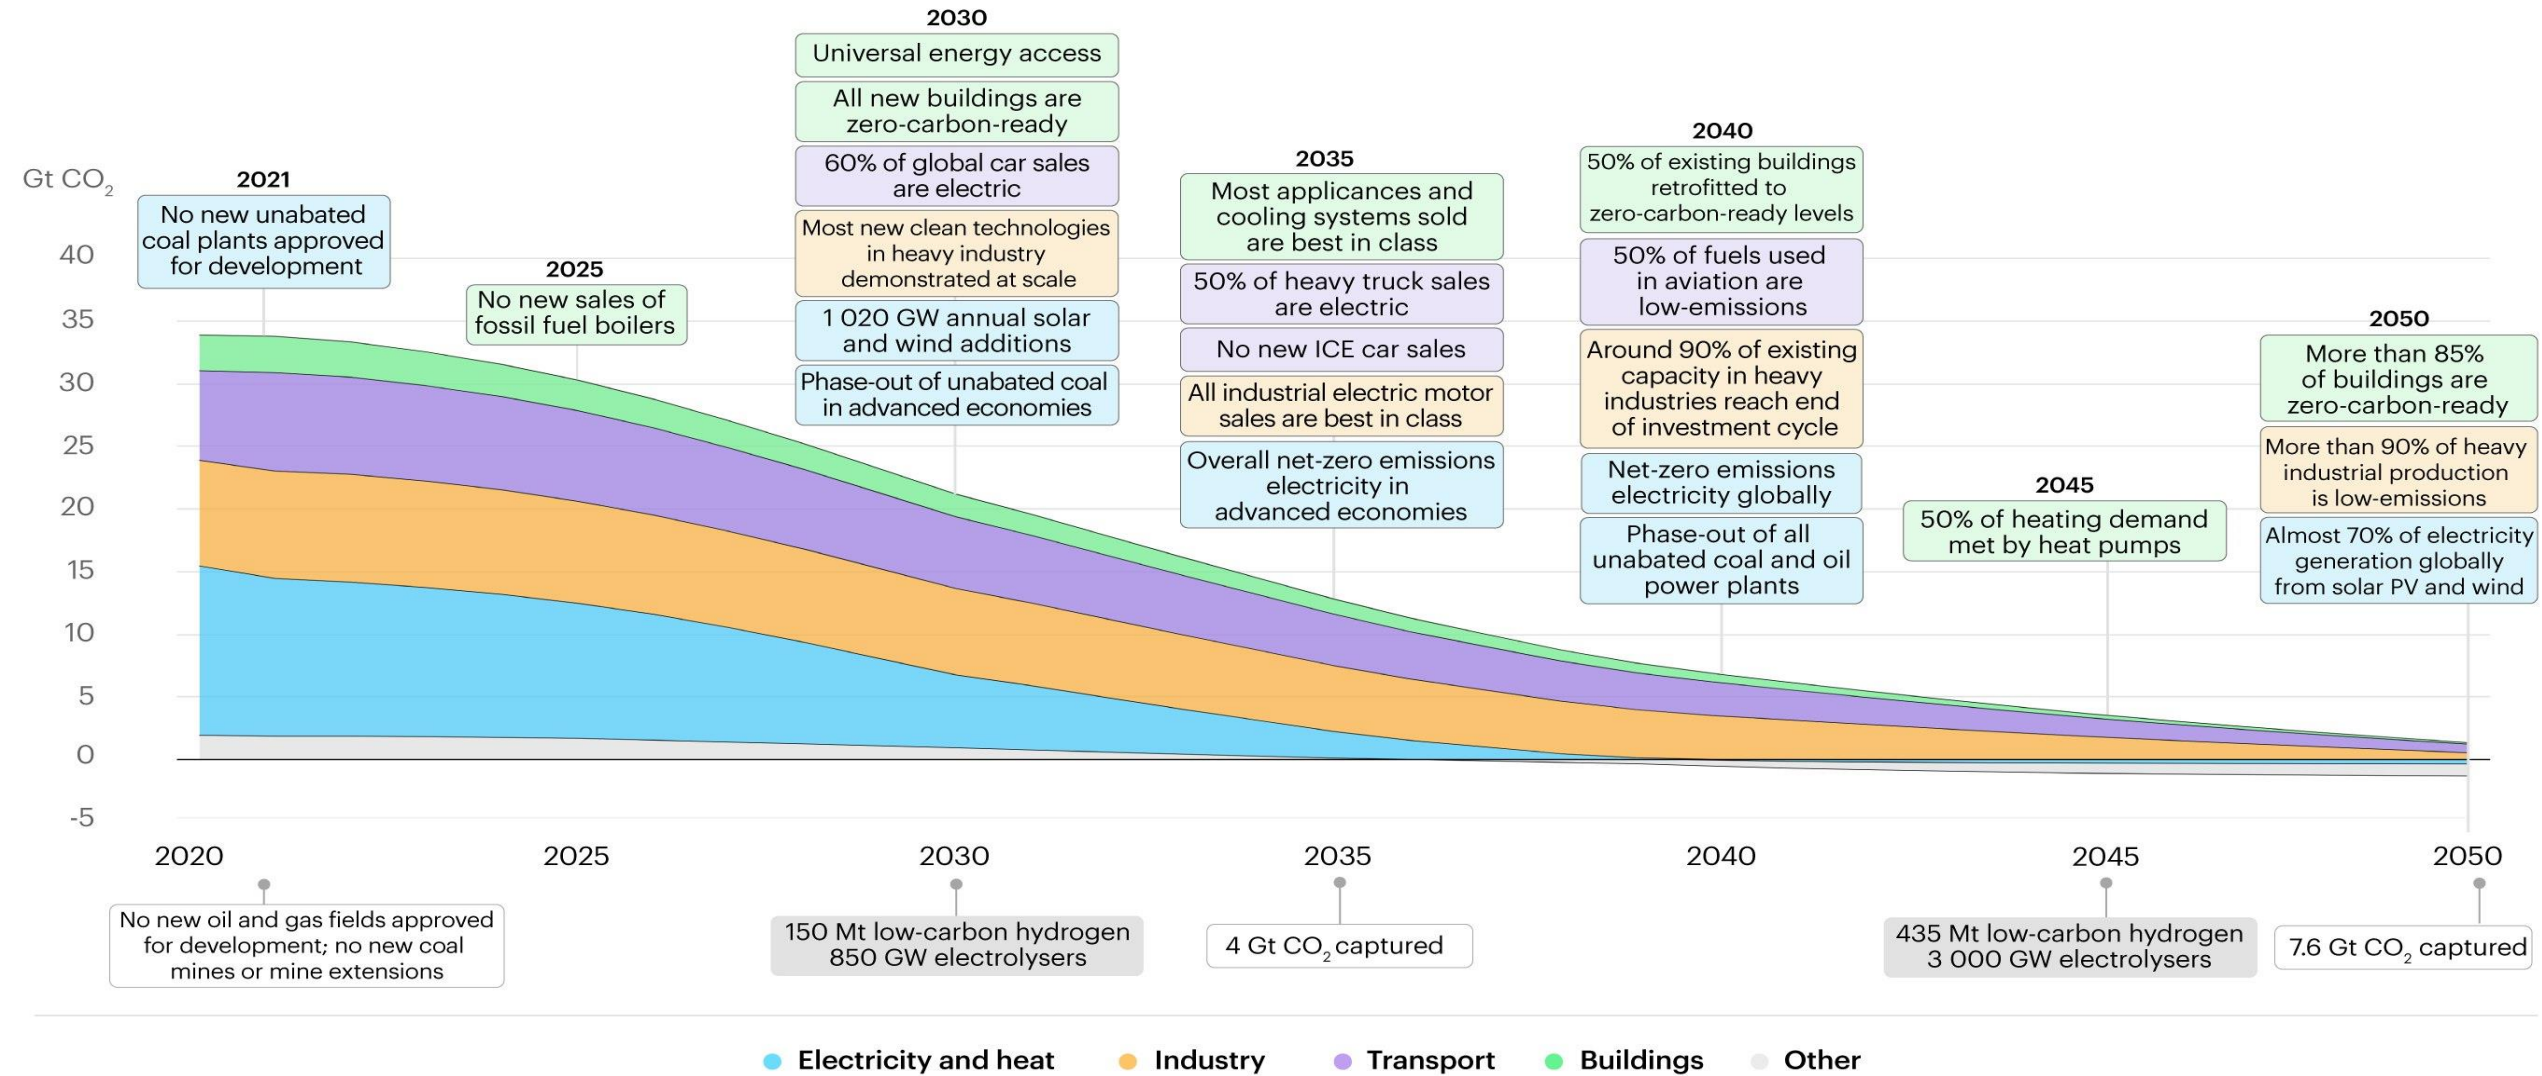 Gt CO2
40
35
30
25
20
15
10
5
0
-5
2021
No new unabated
coal plants approved
for development
2025
No new sales of
fossil fuel boilers
2030
Universal energy access
All new buildings are
zero-carbon-ready
60% of global car sales
are electric
Most new clean technologies
in heavy industry
demonstrated at scale
1 020 GW annual solar
and wind additions
Phase-out of unabated coal
in advanced economies
2035
Most applicances and
cooling systems sold
are best in class
50% of heavy truck sales
are electric
No new ICE car sales
All industrial electric motor
sales are best in class
Overall net-zero emissions
electricity in
advanced economies
2040
50% of existing buildings
retrofitted to
zero-carbon-ready levels
50% of fuels used
in aviation are
low-emissions
Around 90% of existing
capacity in heavy
industries reach end
of investment cycle
Net-zero emissions
electricity globally
Phase-out of all
unabated coal and oil
power plants
2045
50% of heating demand
met by heat pumps
2050
More than 85%
of buildings are
zero-carbon-ready
More than 90% of heavy
industrial production
is low-emissions
Almost 70% of electricity
generation globally
from solar PV and wind
2020
2025
2030
2035
2040
2045
2050
No new oil and gas fields approved
for development; no new coal
mines or mine extensions
150 Mt low-carbon hydrogen
850 GW electrolysers
4 Gt CO2 captured
435 Mt low-carbon hydrogen
3 000 GW electrolysers
7.6 Gt CO2 captured
Electricity and heat
Industry
Transport
Buildings
Other